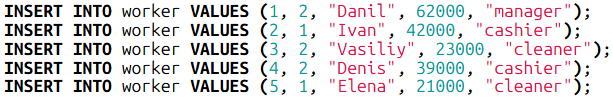 INSERT INTO worker VALUES (1, 2, "Danil", 62000, "manager");
INSERT INTO worker VALUES (2, 1, "Ivan", 42000, "cashier");
INSERT INTO worker VALUES (3, 2, "Vasiliy", 23000, "cleaner");
INSERT INTO worker VALUES (4, 2, "Denis", 39000, "cashier");
INSERT INTO worker VALUES (5, 1, "Elena", 21000, "cleaner");